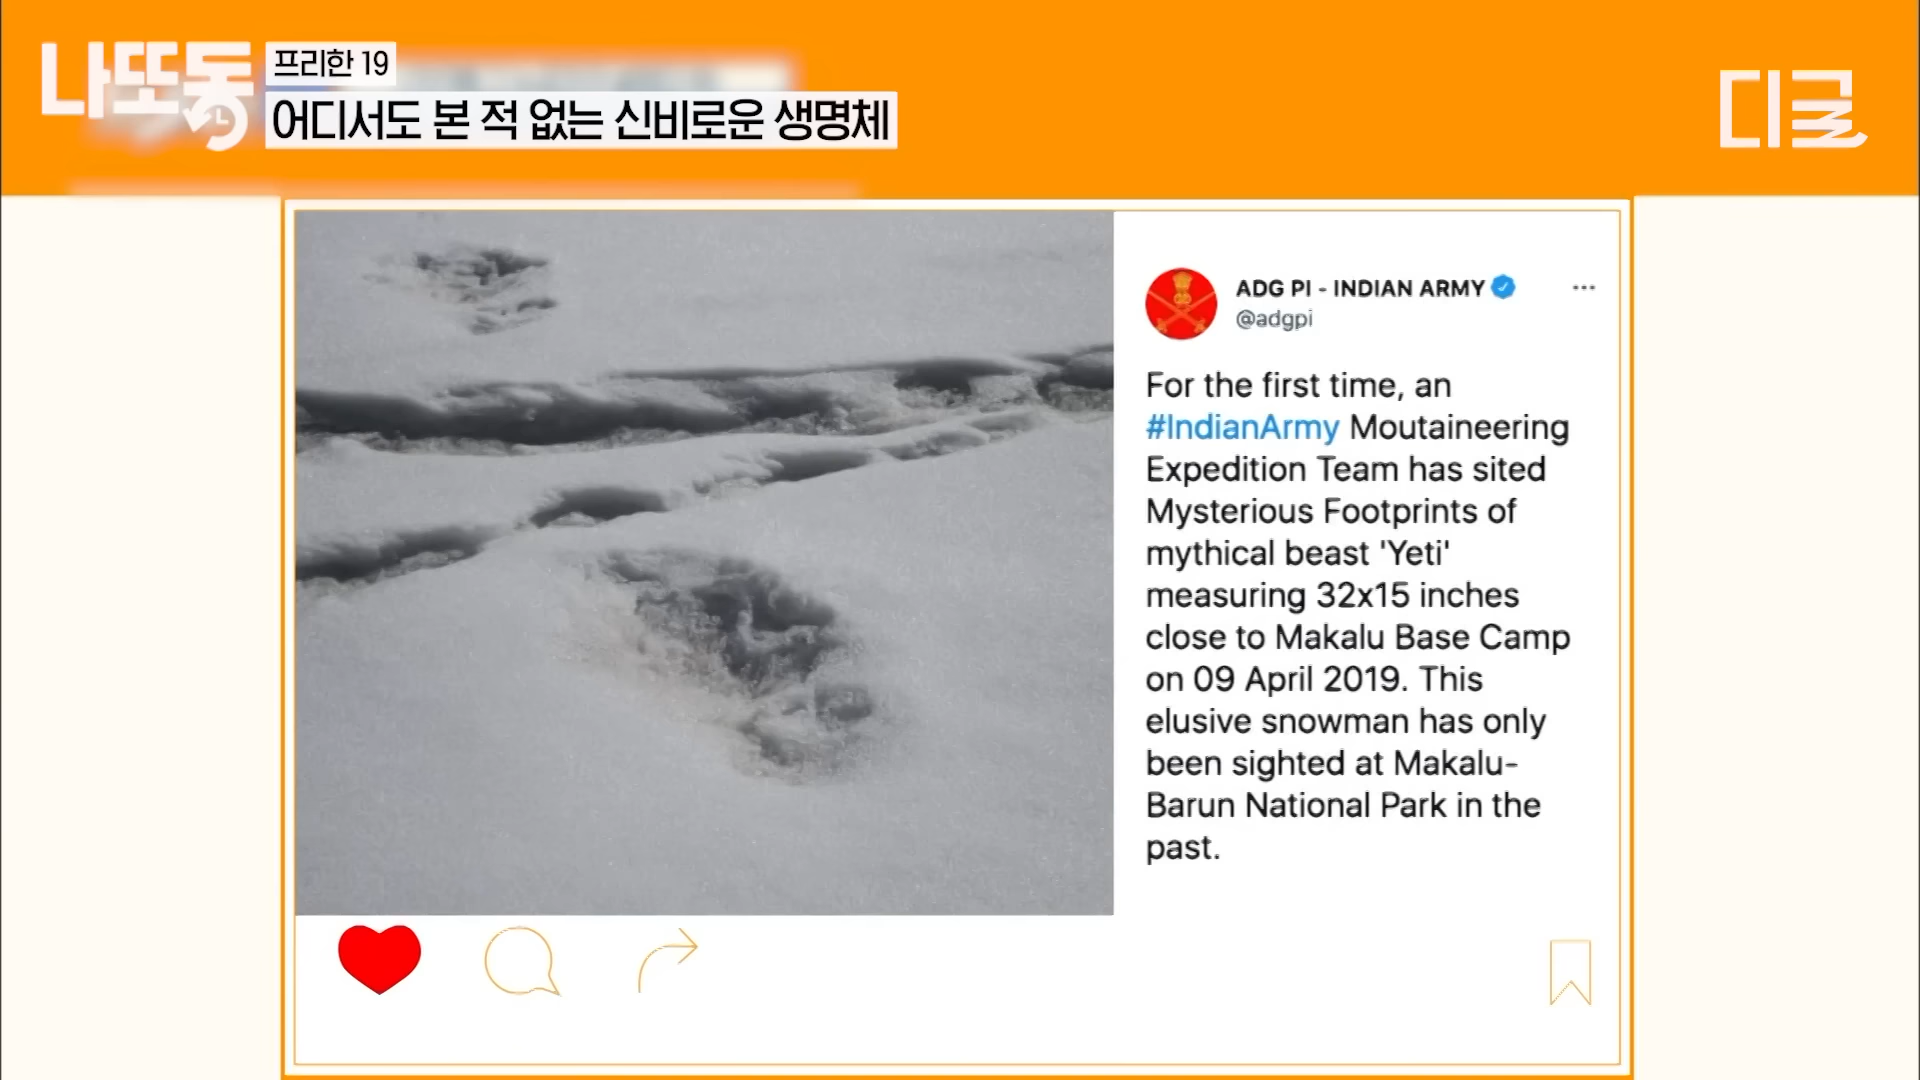 나또동
프리한 19
어디서도 본 적 없는 신비로운 생명체
디글
ADG PI - INDIAN ARMY
@adgpi
For the first time, an
#IndianArmy Moutaineering
Expedition Team has sited
Mysterious Footprints of
mythical beast 'Yeti'
measuring 32x15 inches
close to Makalu Base Camp
on 09 April 2019. This
elusive snowman has only
been sighted at Makalu-
Barun National Park in the
past.